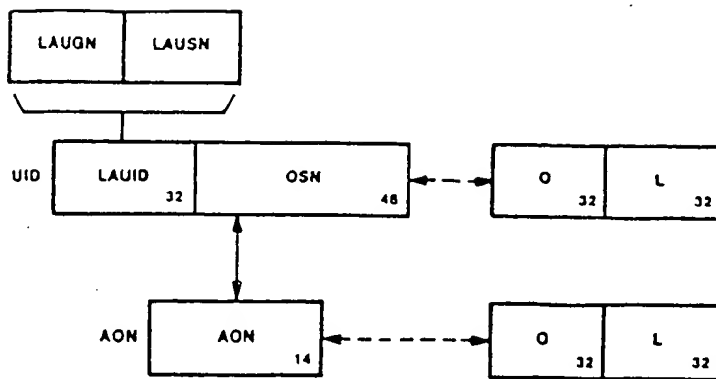 LAUGN LAUSN
UID LAUID 32 OSN 48 O 32 L 32
AON AON 14 O 32 L 32